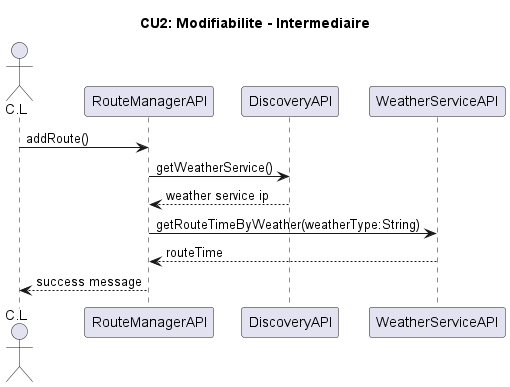 CU2: Modifiabilite - Intermediaire
C.L
RouteManagerAPI
DiscoveryAPI
WeatherServiceAPI
addRoute()
getWeatherService()
weather service ip
getRouteTimeByWeather(weatherType:String)
routeTime
success message
C.L
RouteManagerAPI
DiscoveryAPI
WeatherServiceAPI